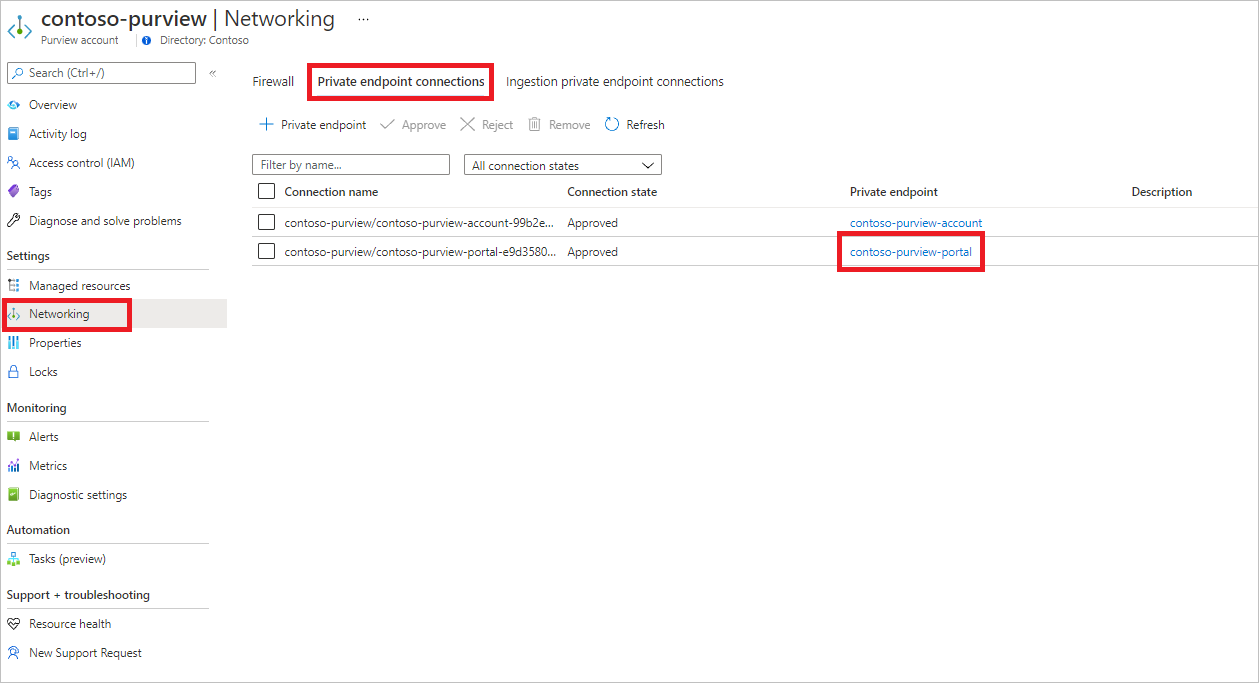 contoso-purview | Networking ...
Purview account
Directory: Contoso
Search (Ctrl+/)
«
Overview
Activity log
Access control (IAM)
Tags
Diagnose and solve problems
Settings
Managed resources
Networking
Properties
Locks
Monitoring
Alerts
Metrics
Diagnostic settings
Automation
Tasks (preview)
Support + troubleshooting
Resource health
New Support Request
Firewall Private endpoint connections Ingestion private endpoint connections
Private endpoint Approve Reject Remove Refresh
Filter by name... All connection states
Connection name Connection state Private endpoint Description
contoso-purview/contoso-purview-account-99b2e... Approved contoso-purview-account
contoso-purview/contoso-purview-portal-e9d3580... Approved contoso-purview-portal